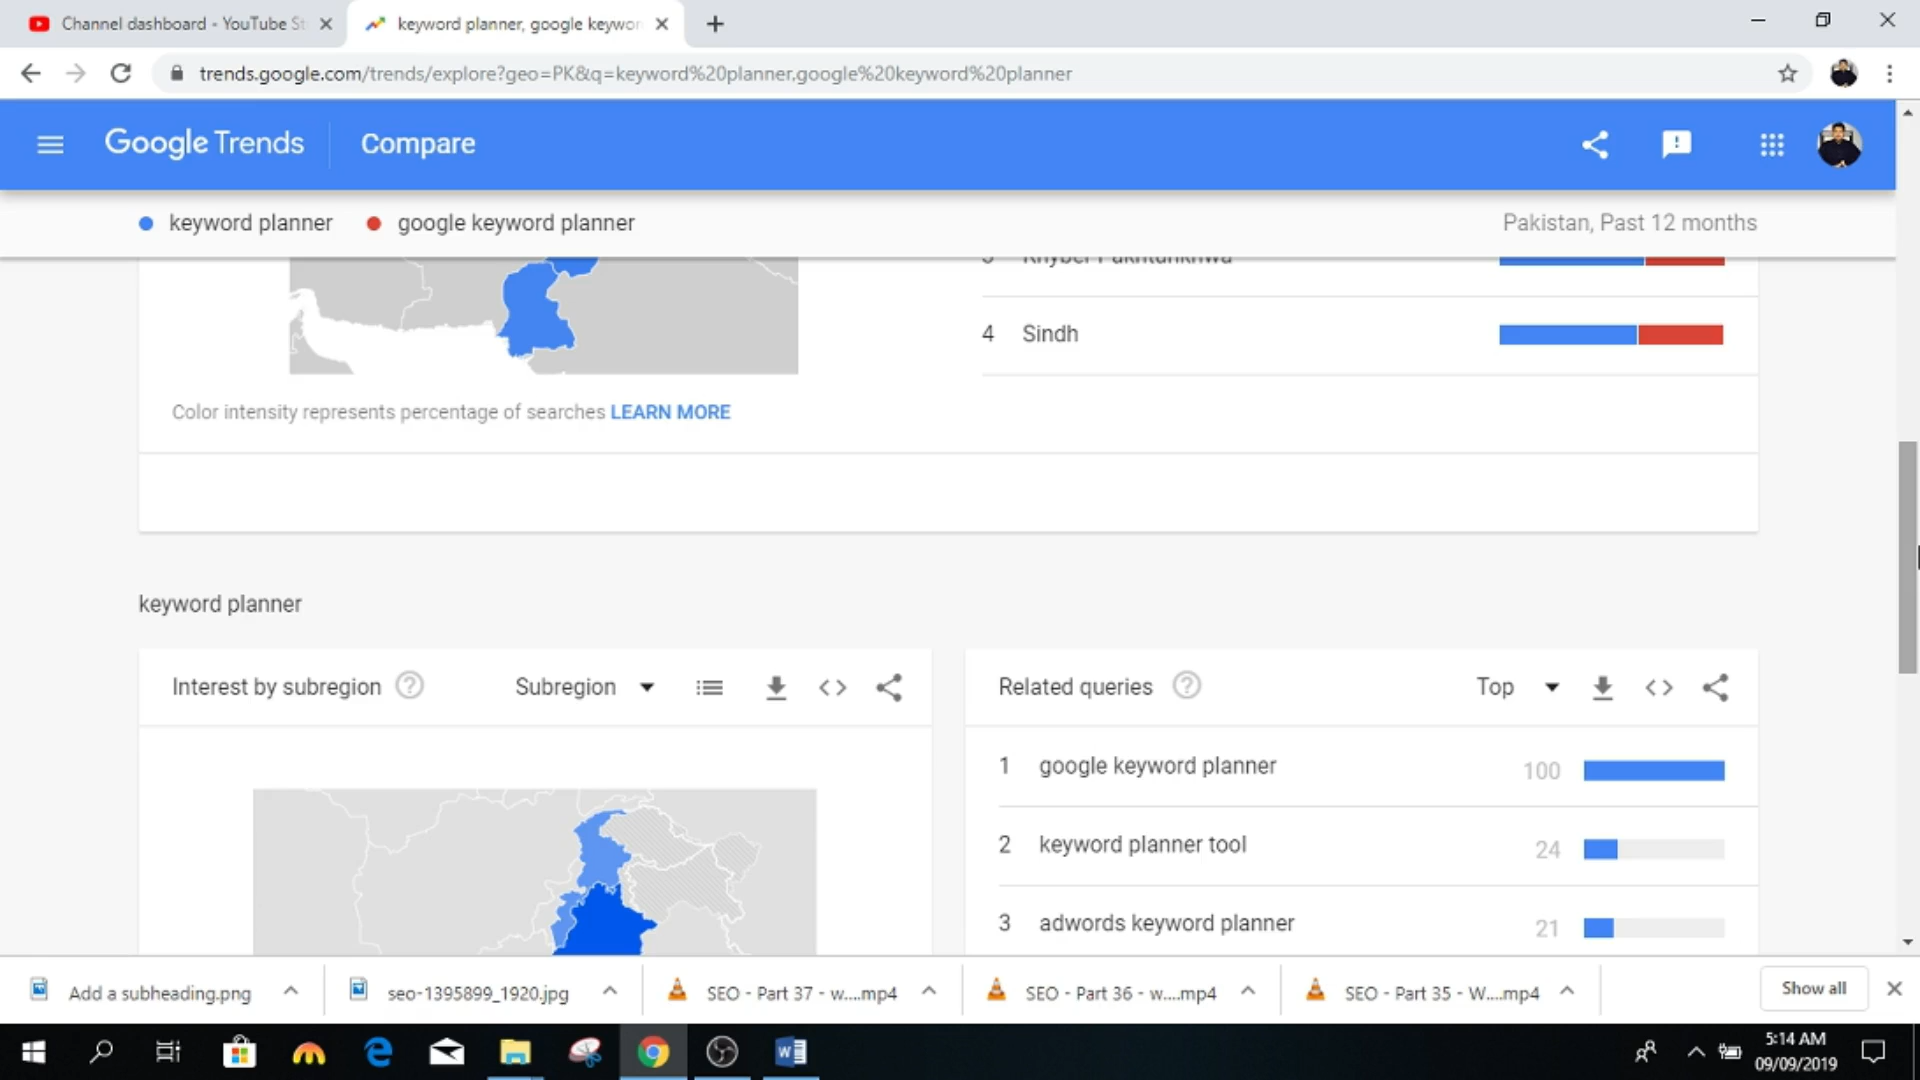 Channel dashboard - YouTube St
keyword planner, google keywor
trends.google.com/trends/explore?geo=PK&q=keyword%20planner,google%20keyword%20planner
Google Trends
Compare
keyword planner
google keyword planner
Pakistan, Past 12 months
3 Khyber Pakhtunkhwa
4 Sindh
Color intensity represents percentage of searches LEARN MORE
keyword planner
Interest by subregion
Subregion
Related queries
Top
1 google keyword planner 100
2 keyword planner tool 24
3 adwords keyword planner 21
Add a subheading.png
seo-1395899_1920.jpg
SEO - Part 37 - w....mp4
SEO - Part 36 - w....mp4
SEO - Part 35 - W....mp4
Show all
5:14 AM
09/09/2019